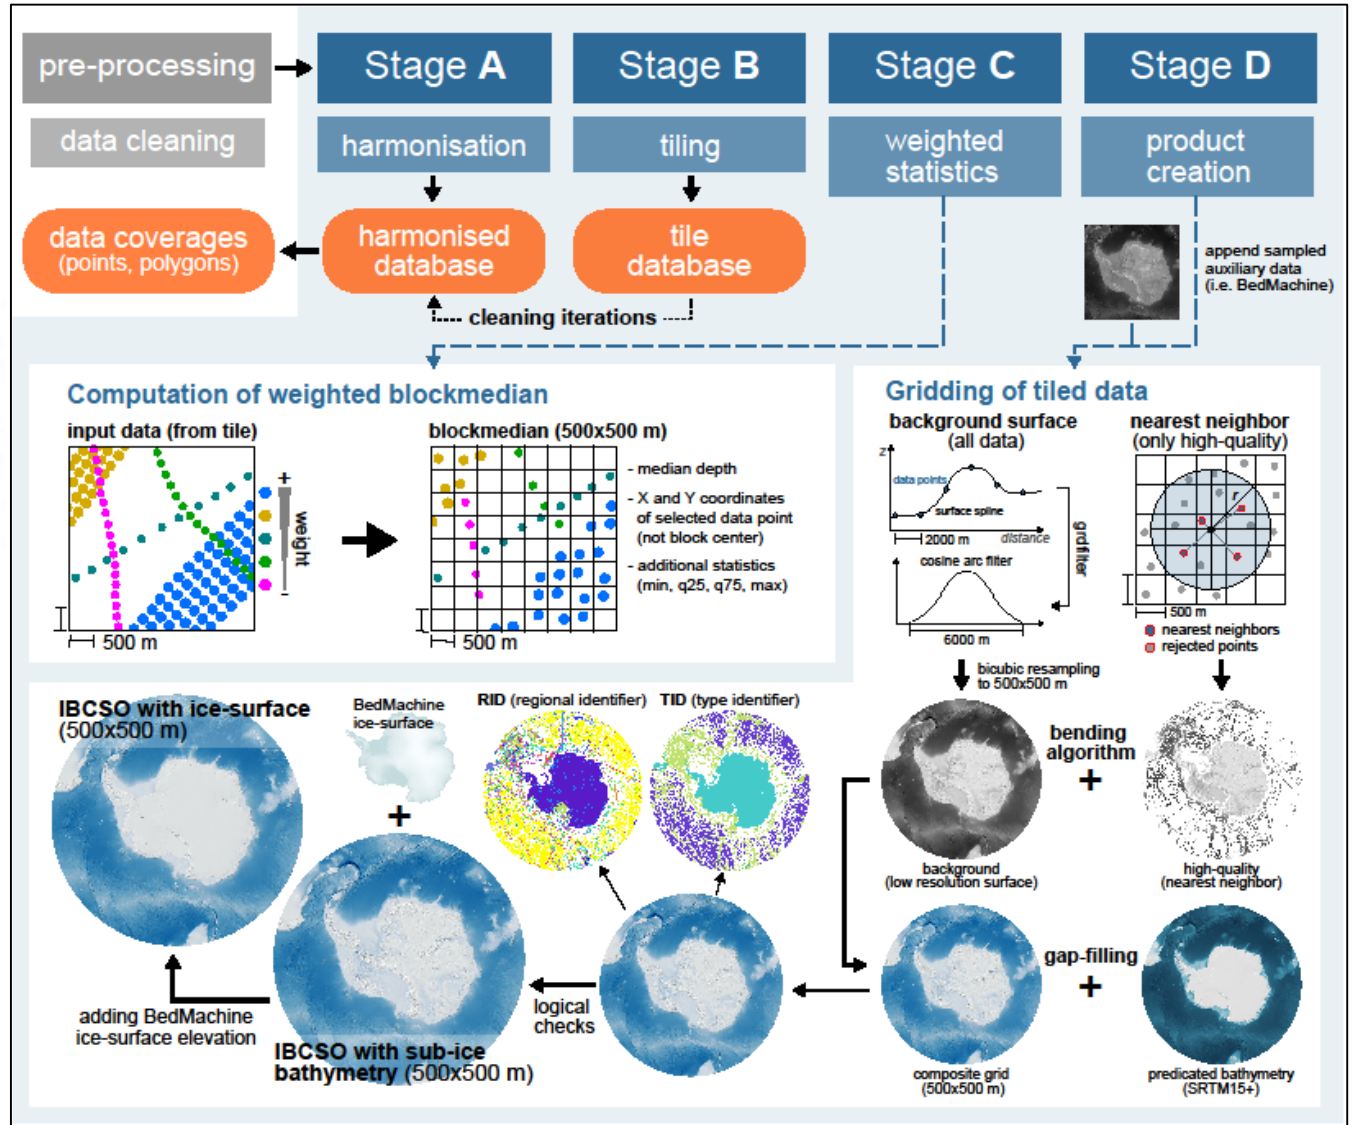 pre-processing
Stage A
Stage B
Stage C
Stage D
data cleaning
harmonisation
tiling
weighted
statistics
product
creation
data coverages
(points, polygons)
harmonised
database
tile
database
append sampled
auxiliary data
(i.e. BedMachine)
cleaning iterations
Computation of weighted blockmedian
input data (from tile)
+
weight
-
500 m
blockmedian (500x500 m)
500 m
- median depth
- X and Y coordinates
of selected data point
(not block center)
- additional statistics
(min, q25, q75, max)
Gridding of tiled data
background surface
(all data)
z
data points
surface spline
2000 m
distance
cosine arc filter
6000 m
grdfilter
nearest neighbor
(only high-quality)
r
500 m
nearest neighbors
rejected points
bicubic resampling
to 500x500 m
bending
algorithm
+
background
(low resolution surface)
high-quality
(nearest neighbor)
gap-filling
+
composite grid
(500x500 m)
predicated bathymetry
(SRTM15+)
RID (regional identifier)
TID (type identifier)
logical
checks
IBCSO with sub-ice
bathymetry (500x500 m)
BedMachine
ice-surface
+
adding BedMachine
ice-surface elevation
IBCSO with ice-surface
(500x500 m)